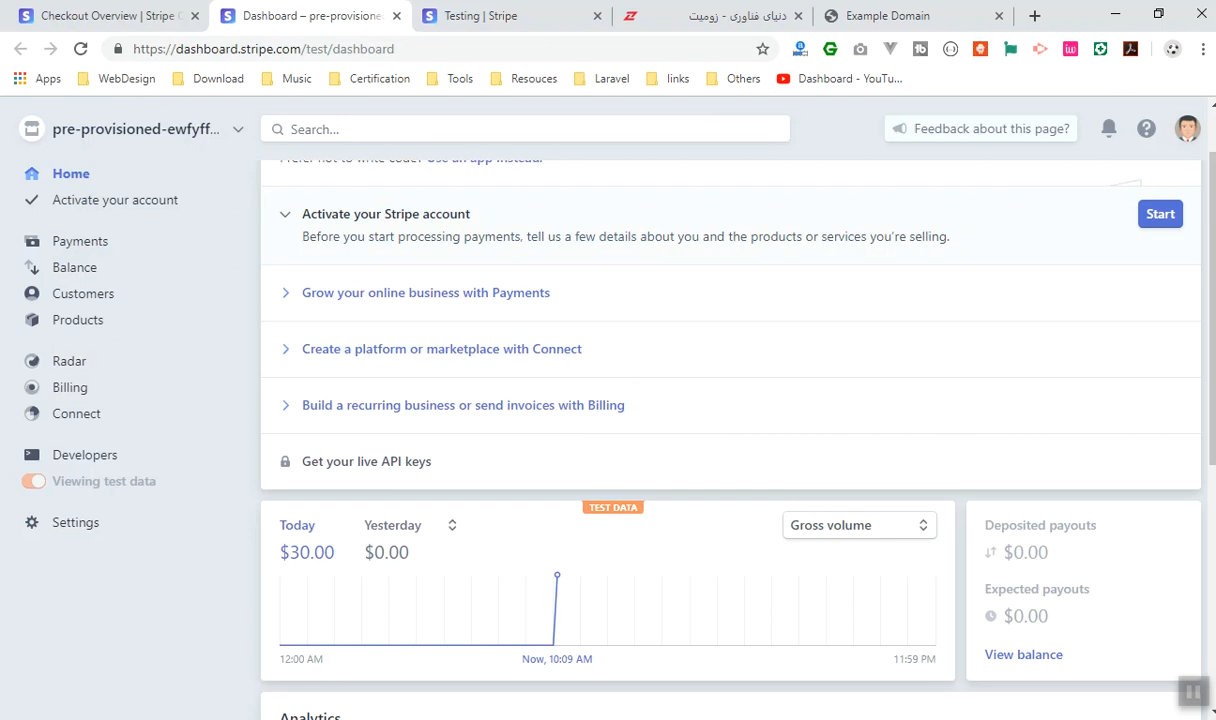 Checkout Overview | Stripe C
Dashboard – pre-provisione
Testing | Stripe
دنیای فناوری - زومیت
Example Domain
https://dashboard.stripe.com/test/dashboard
Apps
WebDesign
Download
Music
Certification
Tools
Resouces
Laravel
links
Others
Dashboard - YouTu...
pre-provisioned-ewfyff...
Search...
Feedback about this page?
Home
Activate your account
Payments
Balance
Customers
Products
Radar
Billing
Connect
Developers
Viewing test data
Settings
Prefer not to write code? Use an app instead.
Activate your Stripe account
Start
Before you start processing payments, tell us a few details about you and the products or services you're selling.
Grow your online business with Payments
Create a platform or marketplace with Connect
Build a recurring business or send invoices with Billing
Get your live API keys
TEST DATA
Today
Yesterday
Gross volume
$30.00
$0.00
12:00 AM
Now, 10:09 AM
11:59 PM
Deposited payouts
$0.00
Expected payouts
$0.00
View balance
Analytics